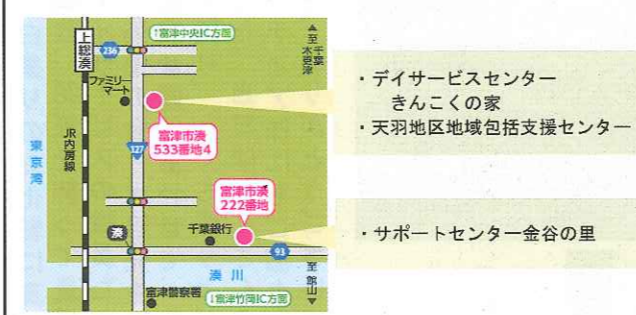 ↑富津中央IC方面
▲至千葉
木更津
上総湊
236
ファミリー
マート
富津市湊
533番地4
東京湾
JR内房線
127
富津市湊
222番地
湊
千葉銀行
93
湊川
至館山▼
富津警察署
↓富津竹岡IC方面
・デイサービスセンター
きんこくの家
・天羽地区地域包括支援センター
・サポートセンター金谷の里